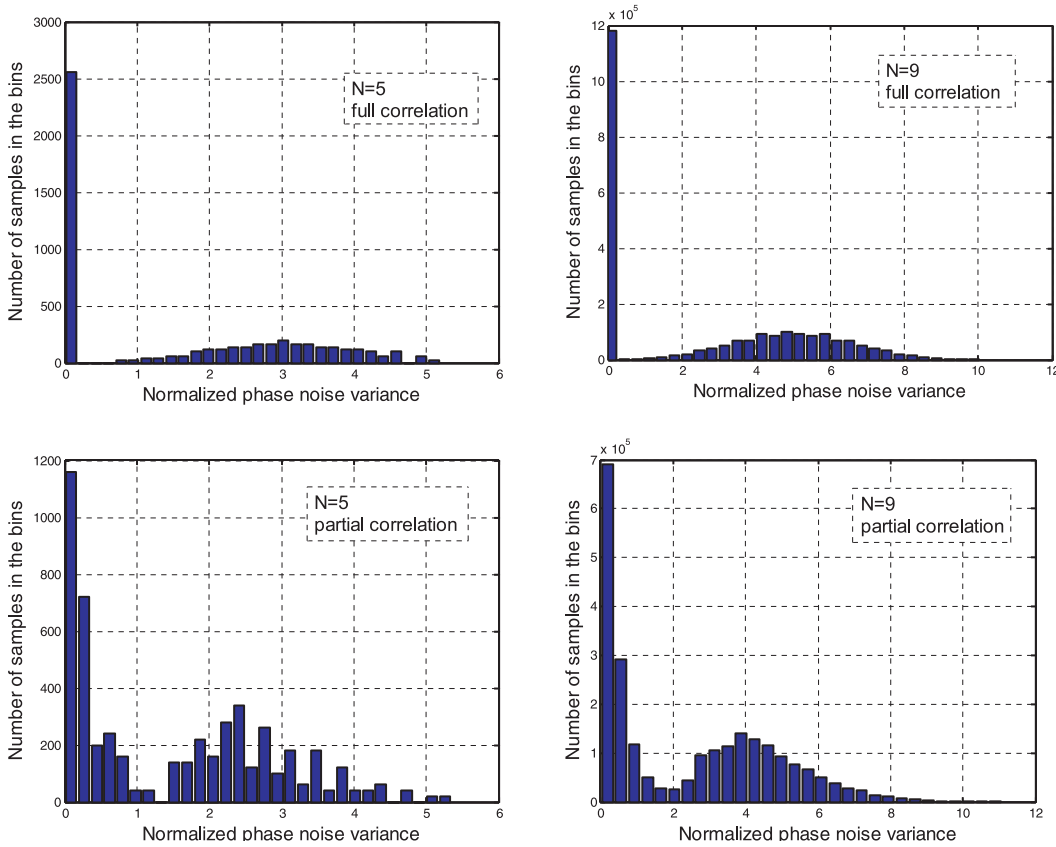 3000
2500
2000
1500
1000
500
0
0 1 2 3 4 5 6
Number of samples in the bins
Normalized phase noise variance
N=5
full correlation
x 10^5
12
10
8
6
4
2
0
0 2 4 6 8 10 12
Number of samples in the bins
Normalized phase noise variance
N=9
full correlation
1200
1000
800
600
400
200
0
0 1 2 3 4 5 6
Number of samples in the bins
Normalized phase noise variance
N=5
partial correlation
x 10^5
7
6
5
4
3
2
1
0
0 2 4 6 8 10 12
Number of samples in the bins
Normalized phase noise variance
N=9
partial correlation